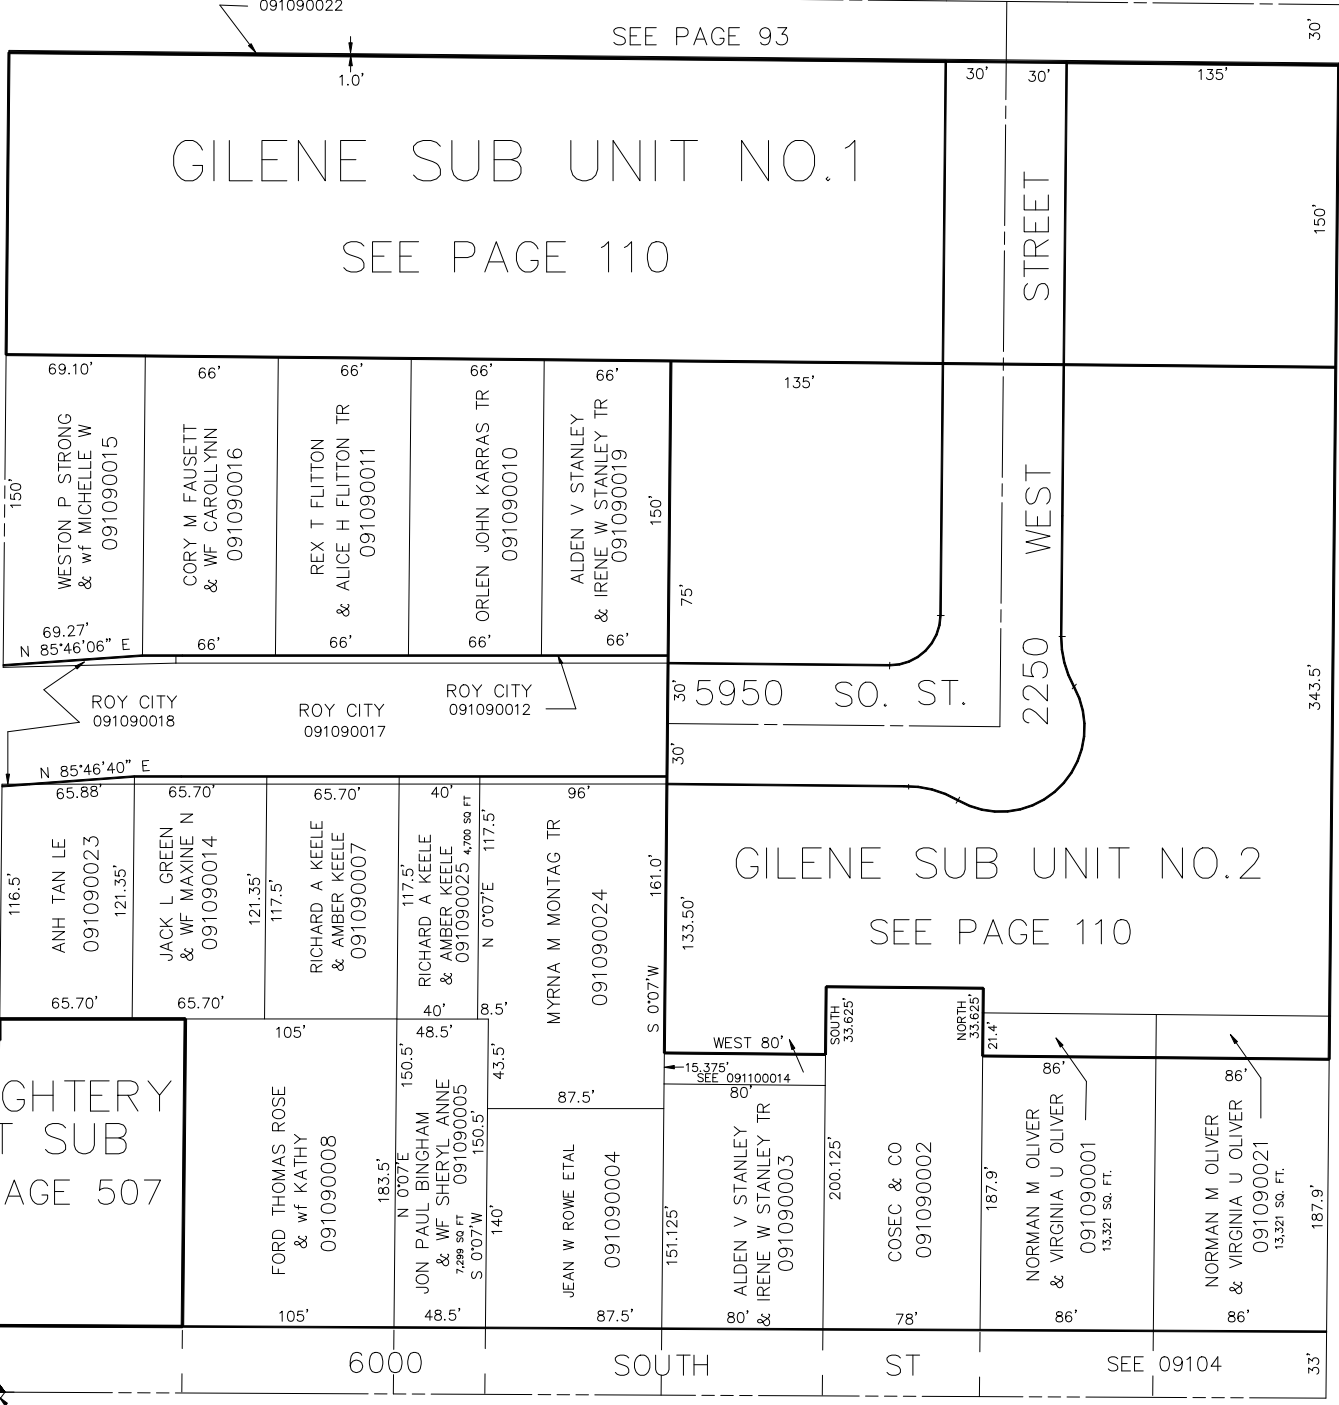 091090022
SEE PAGE 93
30'
1.0'
30'
30'
135'
GILENE SUB UNIT NO.1
SEE PAGE 110
STREET
150'
69.10'
66'
66'
66'
66'
135'
150'
WESTON P STRONG
& wf MICHELLE W
091090015
CORY M FAUSETT
& WF CAROLLYNN
091090016
REX T FLITTON
& ALICE H FLITTON TR
091090011
ORLEN JOHN KARRAS TR
091090010
ALDEN V STANLEY
& IRENE W STANLEY TR
091090019
150'
75'
WEST
69.27'
N 85°46'06" E
66'
66'
66'
66'
ROY CITY
091090018
ROY CITY
091090017
ROY CITY
091090012
30'
5950 SO. ST.
2250
343.5'
30'
N 85°46'40" E
65.88'
65.70'
65.70'
40'
96'
116.5'
ANH TAN LE
091090023
121.35'
JACK L GREEN
& WF MAXINE N
091090014
121.35'
117.5'
RICHARD A KEELE
& AMBER KEELE
091090007
117.5'
RICHARD A KEELE
& AMBER KEELE
091090025
4,700 SQ FT
N 0°07'E
117.5'
MYRNA M MONTAG TR
091090024
S 0°07'W
161.0'
133.50'
GILENE SUB UNIT NO.2
SEE PAGE 110
65.70'
65.70'
40'
8.5'
SOUTH
33.625'
NORTH
33.625'
21.4'
105'
48.5'
WEST 80'
15.375'
SEE 091100014
80'
86'
86'
GHTERY
T SUB
AGE 507
FORD THOMAS ROSE
& wf KATHY
091090008
183.5'
N 0°07'E
150.5'
JON PAUL BINGHAM
& WF SHERYL ANNE
091090005
7,299 SQ FT
S 0°07'W
150.5'
43.5'
140'
87.5'
JEAN W ROWE ETAL
091090004
151.125'
ALDEN V STANLEY
& IRENE W STANLEY TR
091090003
200.125'
COSEC & CO
091090002
187.9'
NORMAN M OLIVER
& VIRGINIA U OLIVER
091090001
13,321 SQ. FT.
NORMAN M OLIVER
& VIRGINIA U OLIVER
091090021
13,321 SQ. FT.
187.9'
105'
48.5'
87.5'
80'
78'
86'
86'
6000 SOUTH ST
SEE 09104
33'